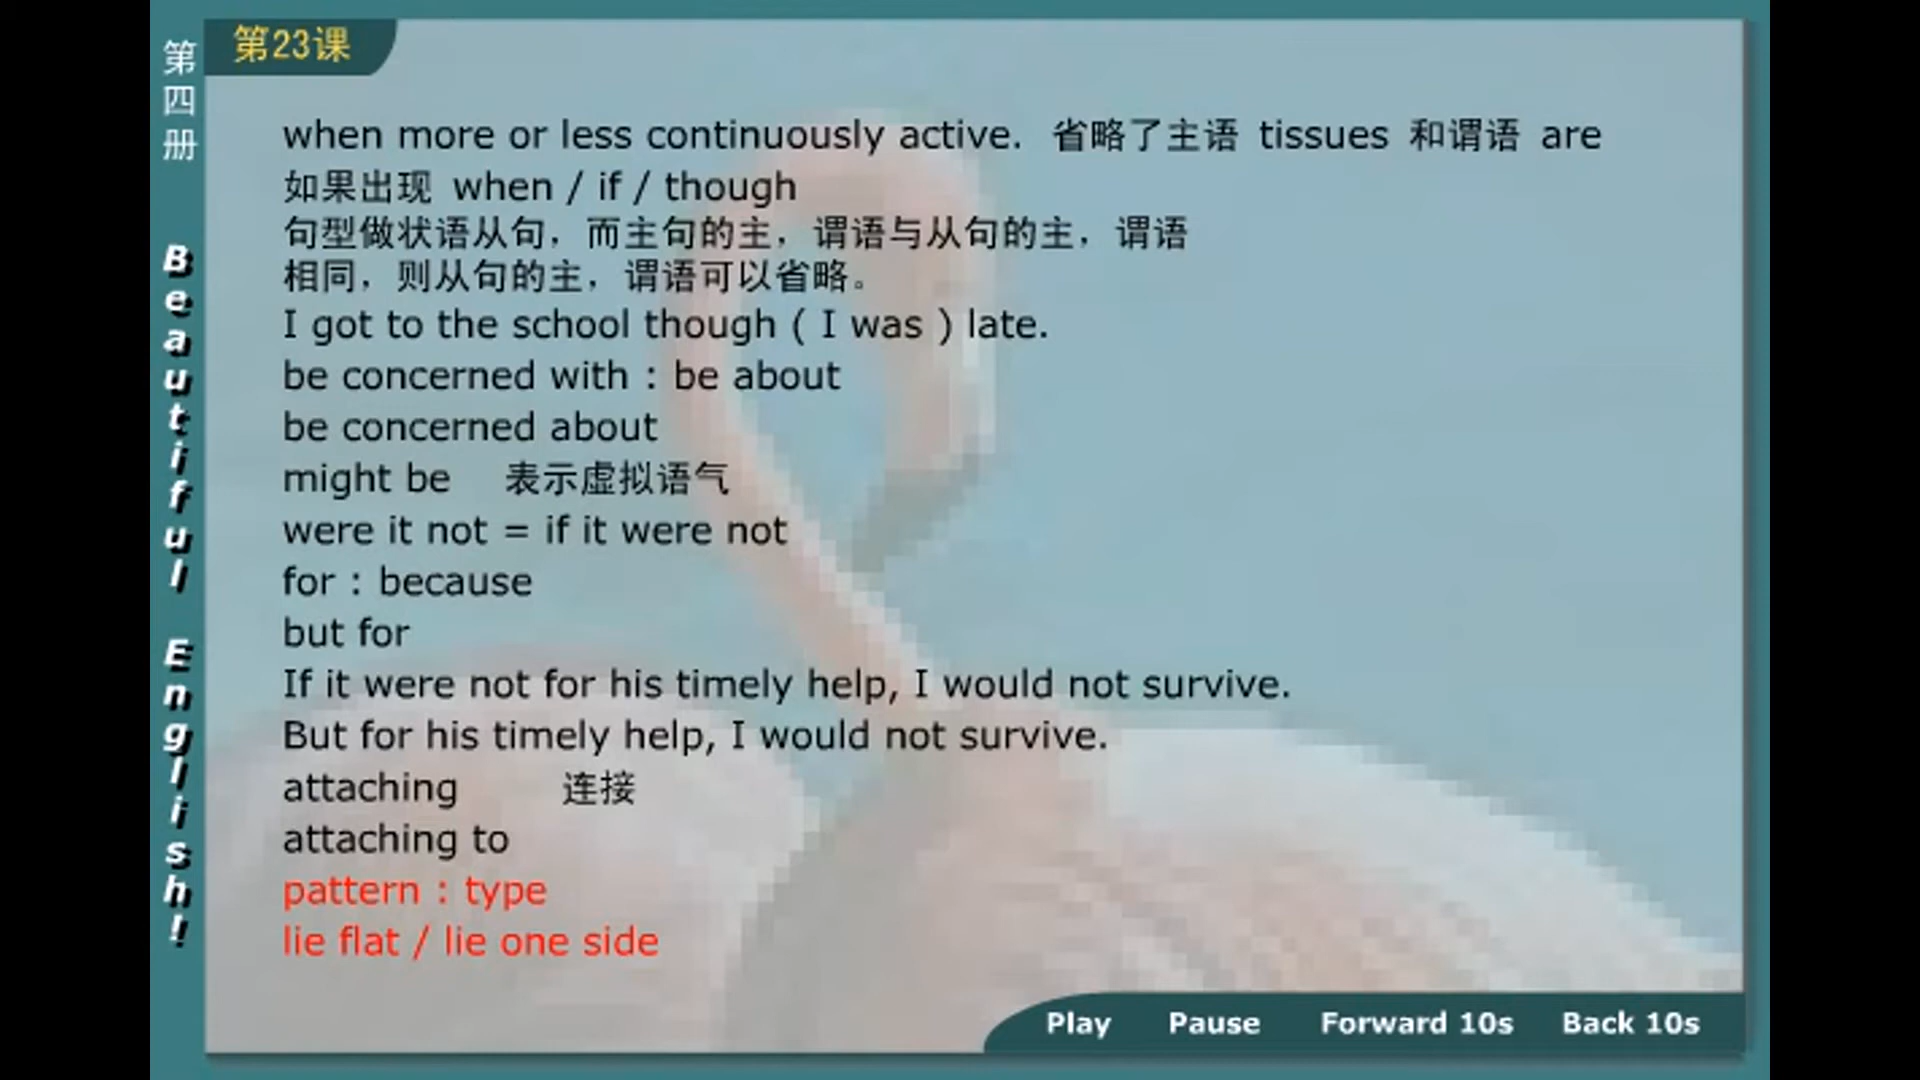 第四册
Beautiful English!
第23课
when more or less continuously active. 省略了主语 tissues 和谓语 are
如果出现 when / if / though
句型做状语从句，而主句的主，谓语与从句的主，谓语
相同，则从句的主，谓语可以省略。
I got to the school though ( I was ) late.
be concerned with : be about
be concerned about
might be 表示虚拟语气
were it not = if it were not
for : because
but for
If it were not for his timely help, I would not survive.
But for his timely help, I would not survive.
attaching 连接
attaching to
pattern : type
lie flat / lie one side
Play Pause Forward 10s Back 10s